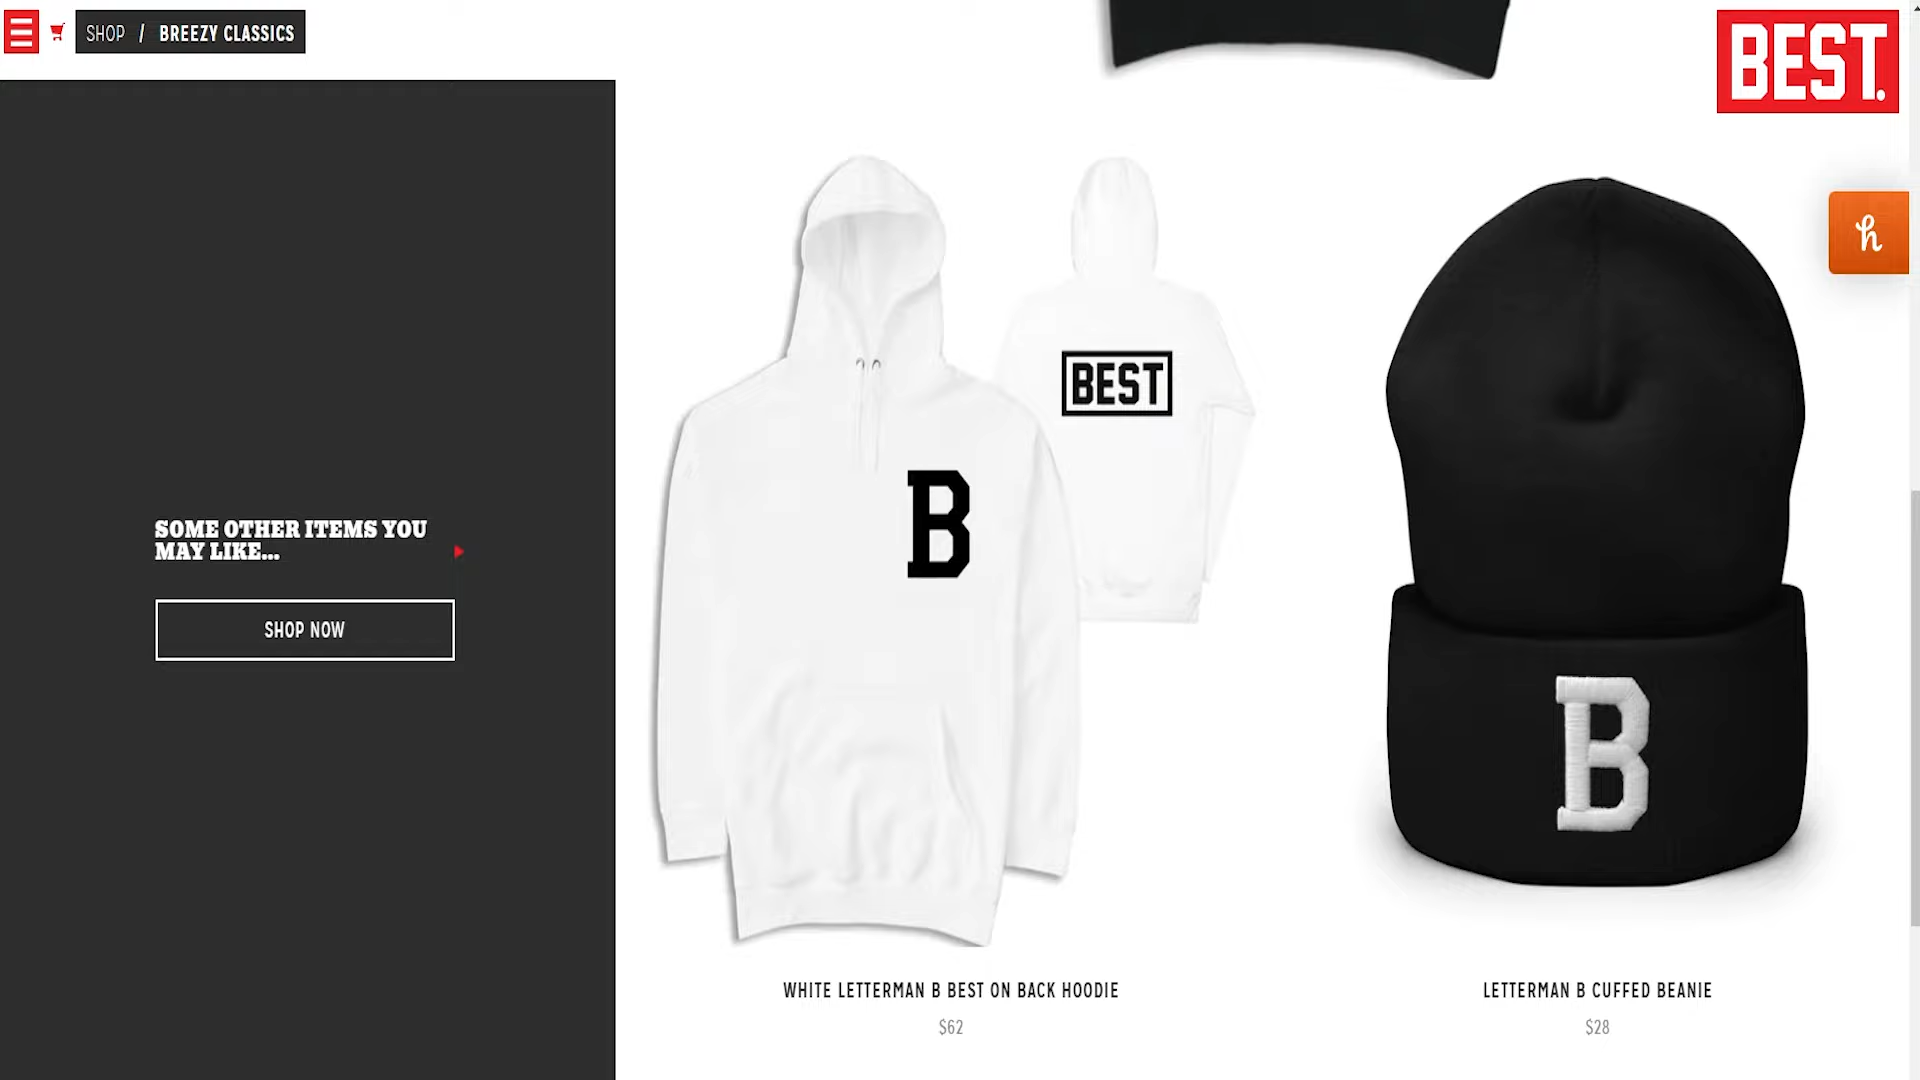 SHOP / BREEZY CLASSICS
BEST.
h
BEST
B
B
SOME OTHER ITEMS YOU
MAY LIKE...
SHOP NOW
WHITE LETTERMAN B BEST ON BACK HOODIE
$62
LETTERMAN B CUFFED BEANIE
$28